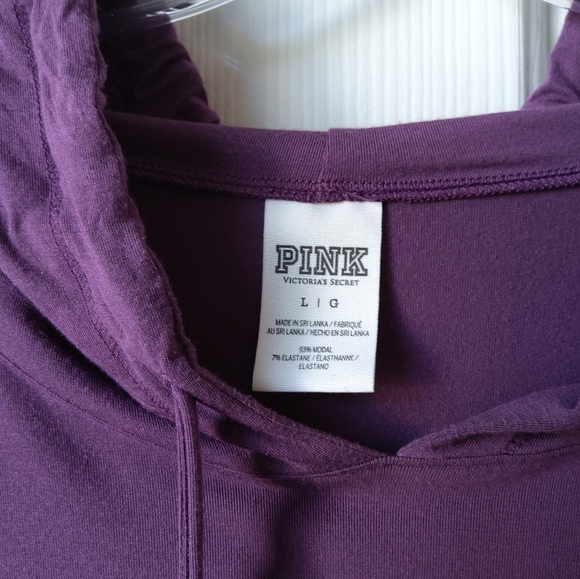 PINK
VICTORIA'S SECRET
L | G
MADE IN SRI LANKA / FABRIQUÉ
AU SRI LANKA / HECHO EN SRI LANKA
93% MODAL
7% ELASTANE / ÉLASTHANNE /
ELASTANO